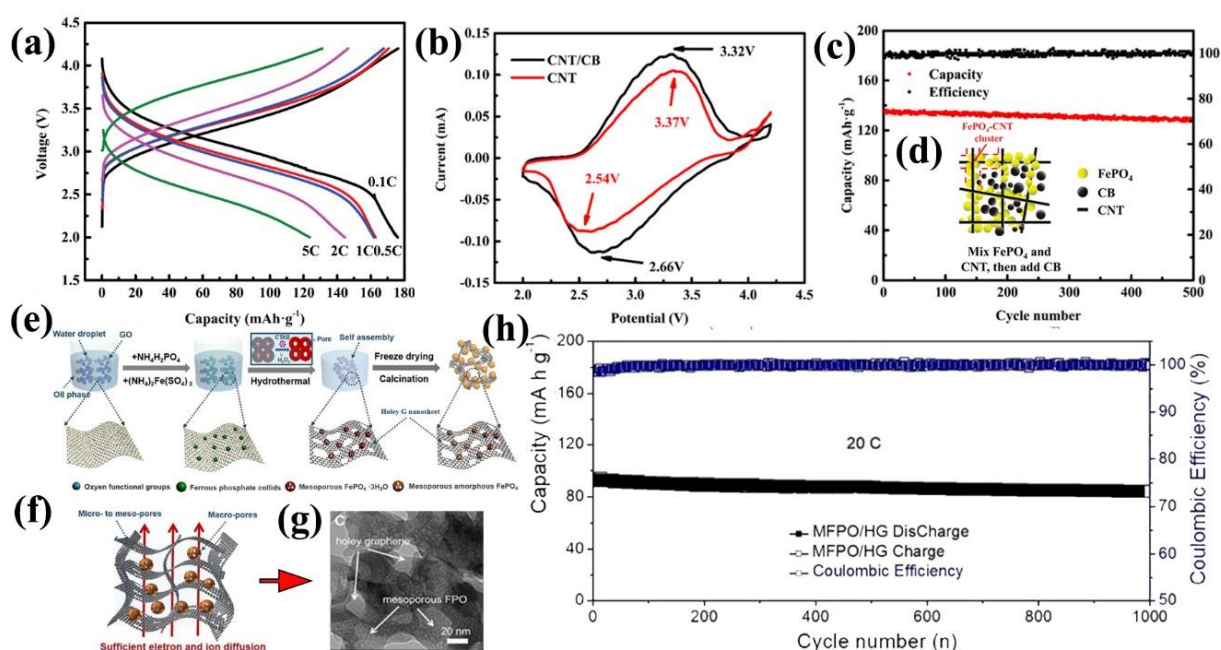 (a)
4.5
4.0
3.5
3.0
2.5
2.0
1.5
Voltage (V)
0.1C
5C
2C
1C
0.5C
0 20 40 60 80 100 120 140 160 176
Capacity (mAh·g-1)
(b)
0.15
0.10
0.05
0.00
-0.05
-0.10
Current (mA)
CNT/CB
CNT
3.32V
3.37V
2.54V
2.66V
2.0 2.5 3.0 3.5 4.0 4.5
Potential (V)
(c)
200
180
160
140
120
100
80
60
40
20
0
Capacity (mAh·g-1)
Capacity
Efficiency
100
80
60
40
20
0
(d)
FePO4-CNT
cluster
FePO4
CB
CNT
Mix FePO4 and
CNT, then add CB
0 100 200 300 400 500
Cycle number
(e)
Water droplet
GO
Oil phase
+NH4H2PO4
+(NH4)2Fe(SO4)2
CTAB
H2O2
Pore
Hydrothermal
Self assembly
Freeze drying
Calcination
Holey G nanosheet
Oxyen functional groups
Ferrous phosphate collids
Mesoporous FePO4 ·3H2O
Mesoporous amorphous FePO4
(f)
Micro- to meso-pores
Macro-pores
Sufficient eletron and ion diffusion
(g)
C
holey graphene
mesoporous FPO
20 nm
(h)
200
160
120
80
40
0
Capacity (mA h g-1)
20 C
MFPO/HG DisCharge
MFPO/HG Charge
Coulombic Efficiency
100
90
80
70
60
50
Coulombic Efficiency (%)
0 200 400 600 800 1000
Cycle number (n)